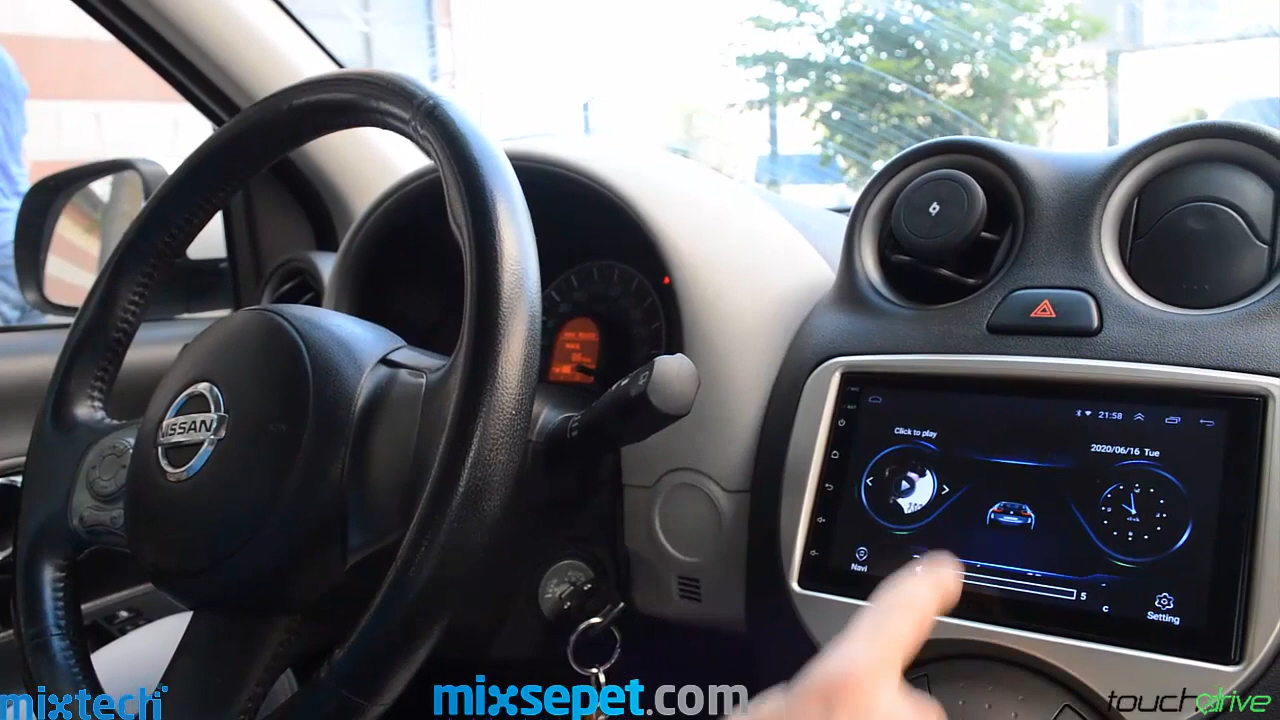 NISSAN
21:58
Click to play
2020/06/16 Tue
Navi
5
c
Setting
mixtech
mixsepet.com
touchdrive